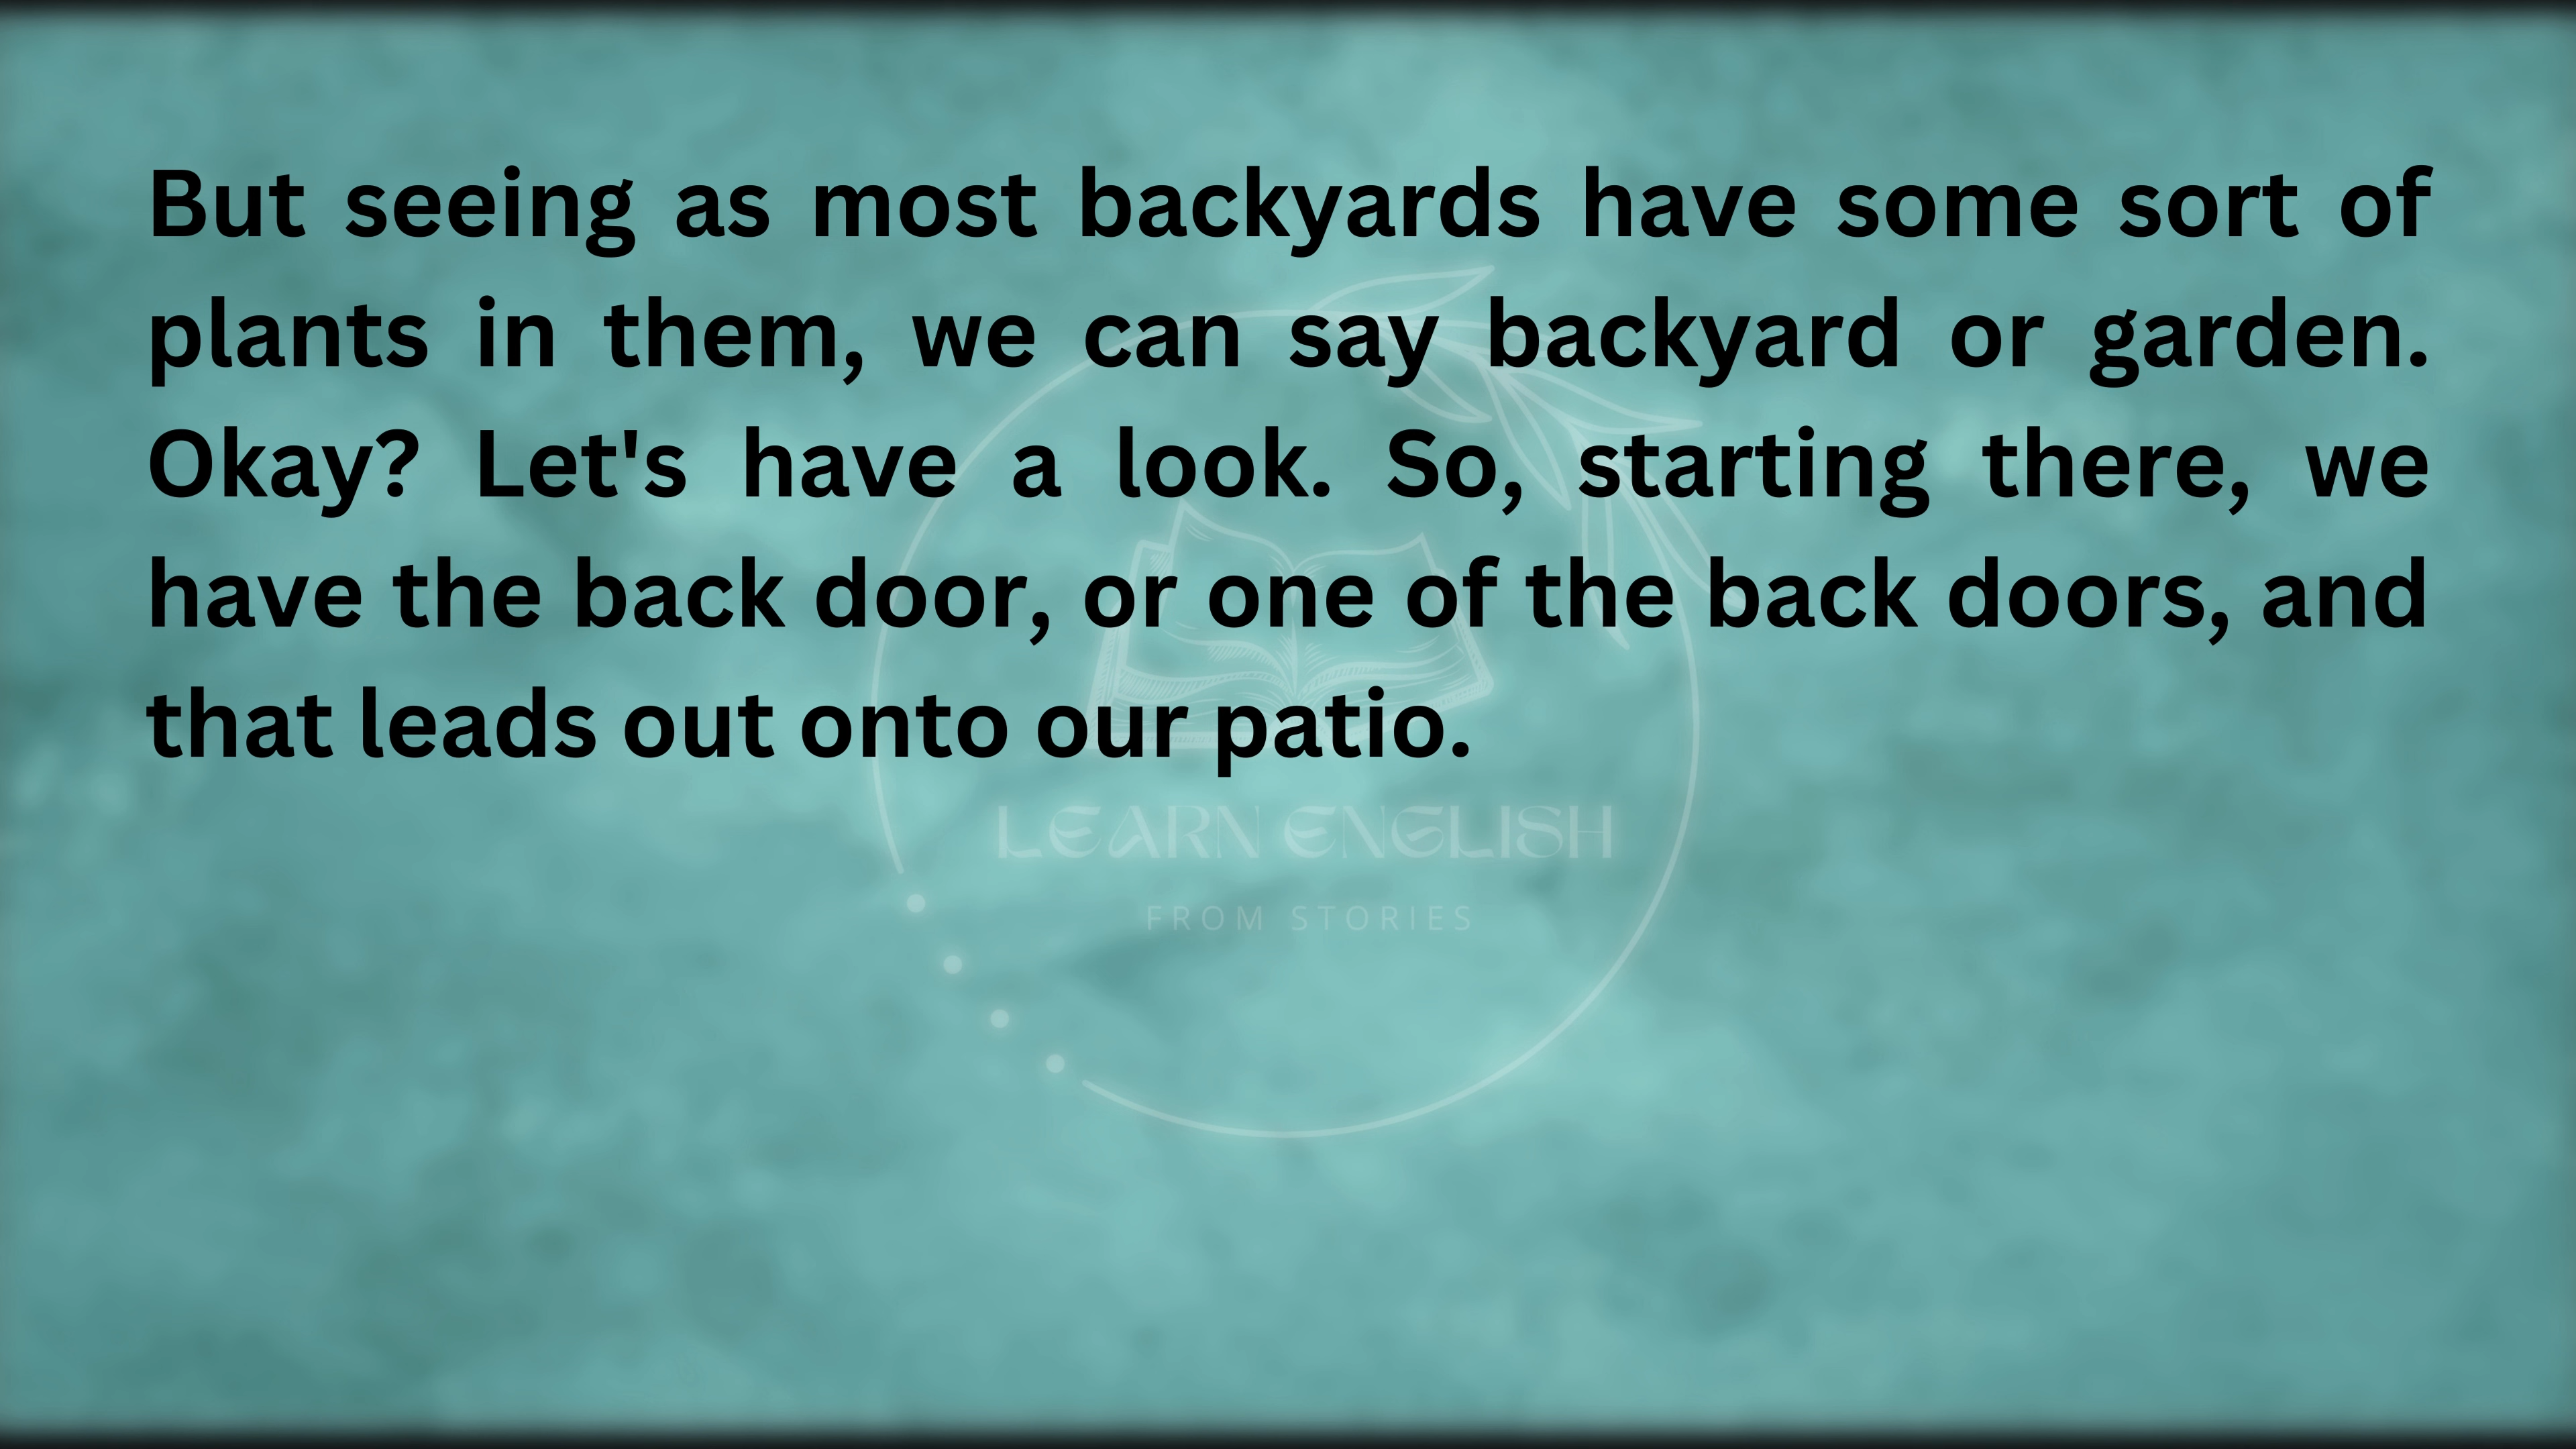 But seeing as most backyards have some sort of
plants in them, we can say backyard or garden.
Okay? Let's have a look. So, starting there, we
have the back door, or one of the back doors, and
that leads out onto our patio.
LEARN ENGLISH
FROM STORIES